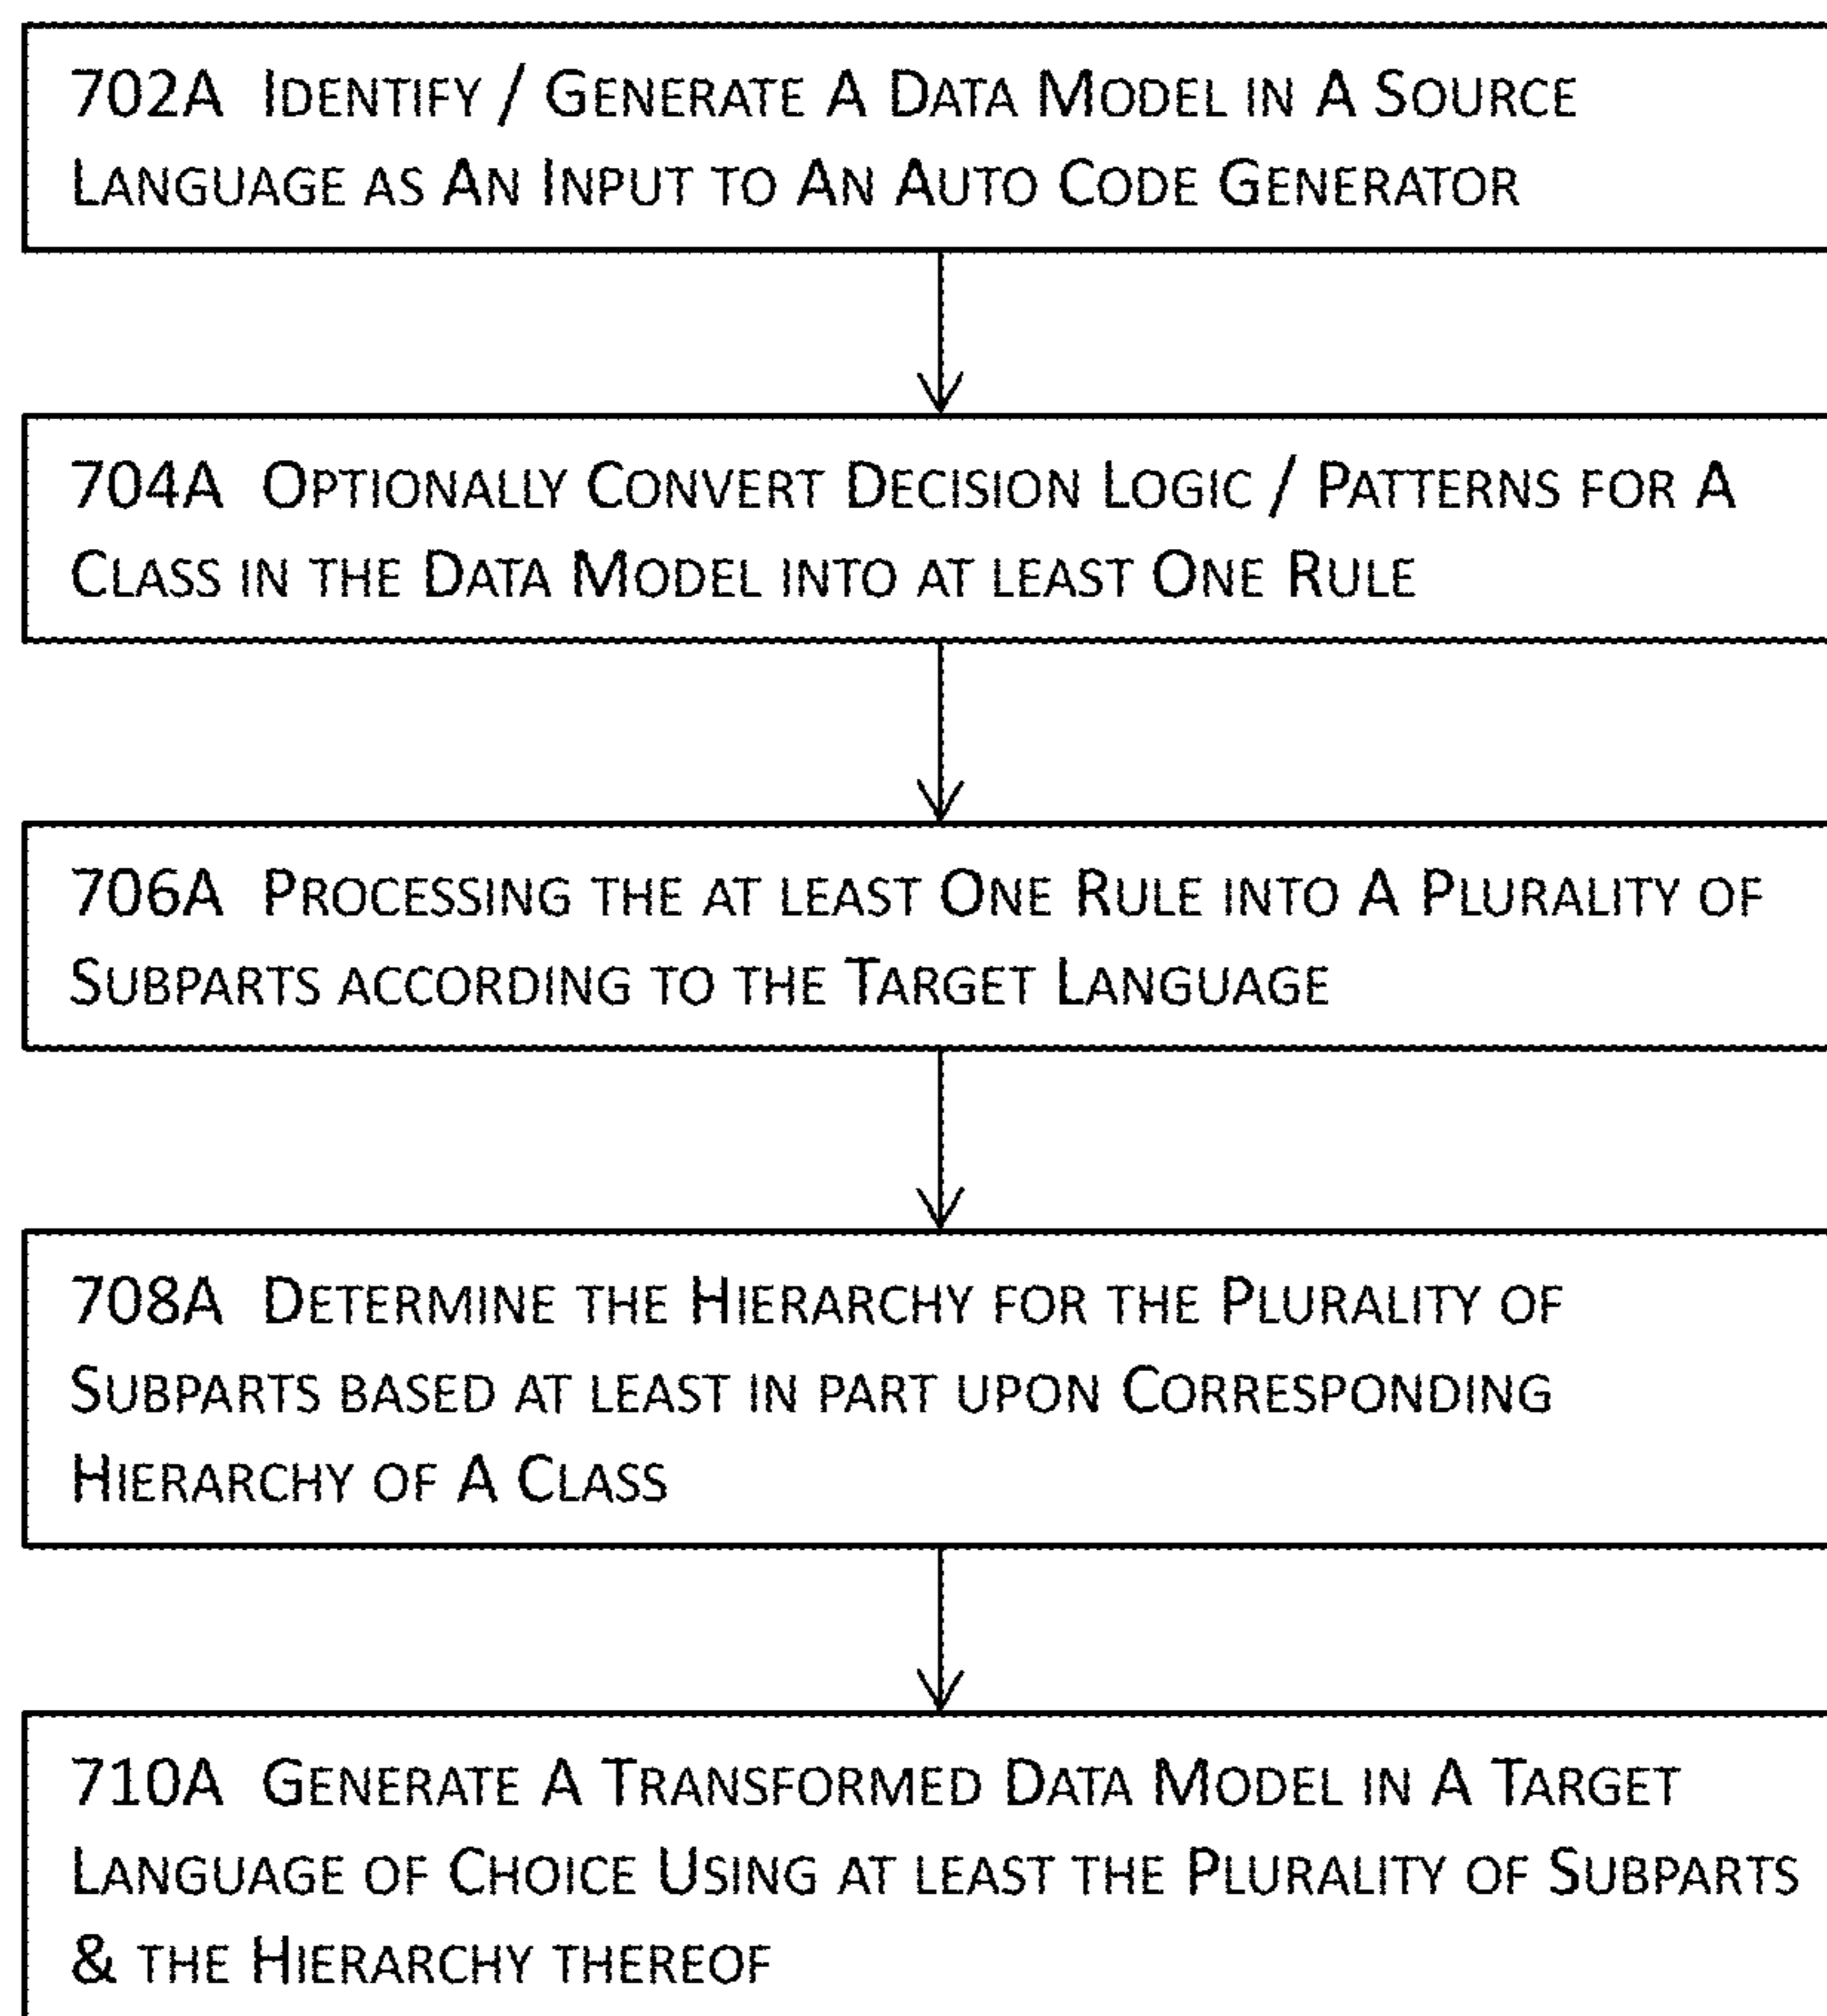 702A Identify / Generate A Data Model in A Source
Language as An Input to An Auto Code Generator
704A Optionally Convert Decision Logic / Patterns for A
Class in the Data Model into at least One Rule
706A Processing the at least One Rule into A Plurality of
Subparts according to the Target Language
708A Determine the Hierarchy for the Plurality of
Subparts based at least in part upon Corresponding
Hierarchy of A Class
710A Generate A Transformed Data Model in A Target
Language of Choice Using at least the Plurality of Subparts
& the Hierarchy thereof